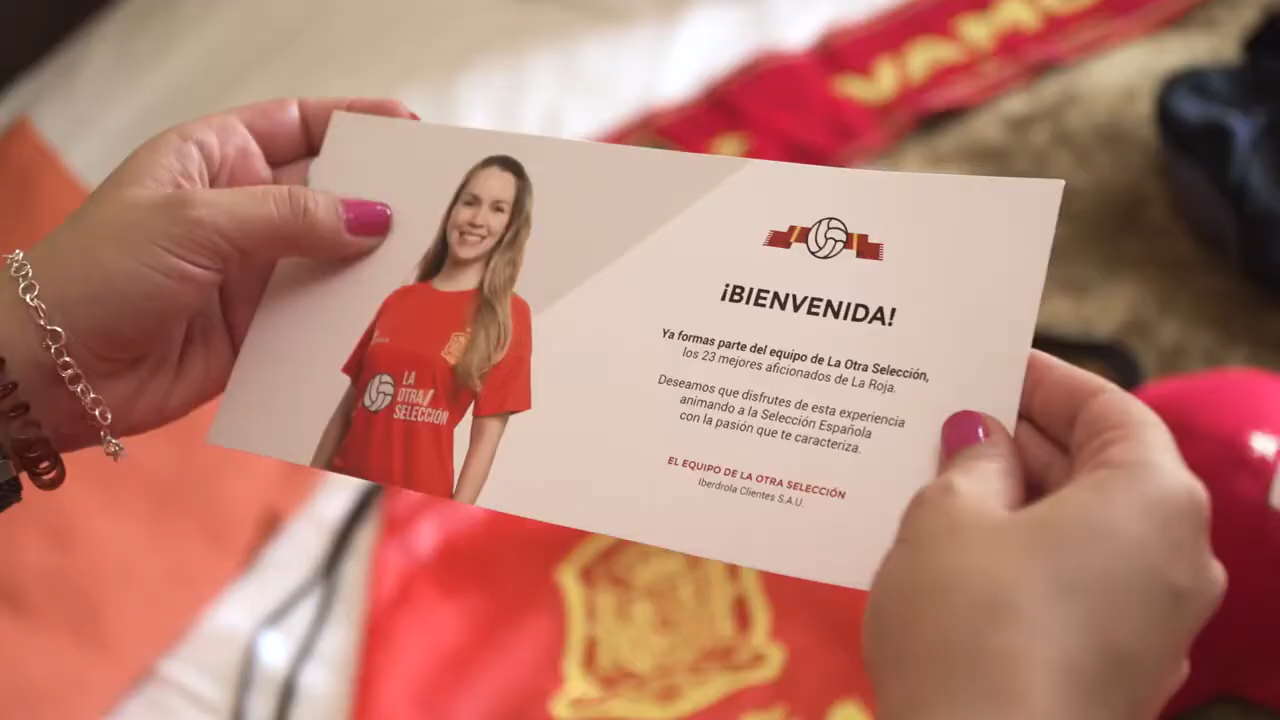 VAMO
LA
OTRA
SELECCIÓN
¡BIENVENIDA!
Ya formas parte del equipo de La Otra Selección,
los 23 mejores aficionados de La Roja.
Deseamos que disfrutes de esta experiencia
animando a la Selección Española
con la pasión que te caracteriza.
EL EQUIPO DE LA OTRA SELECCIÓN
Iberdrola Clientes S.A.U.